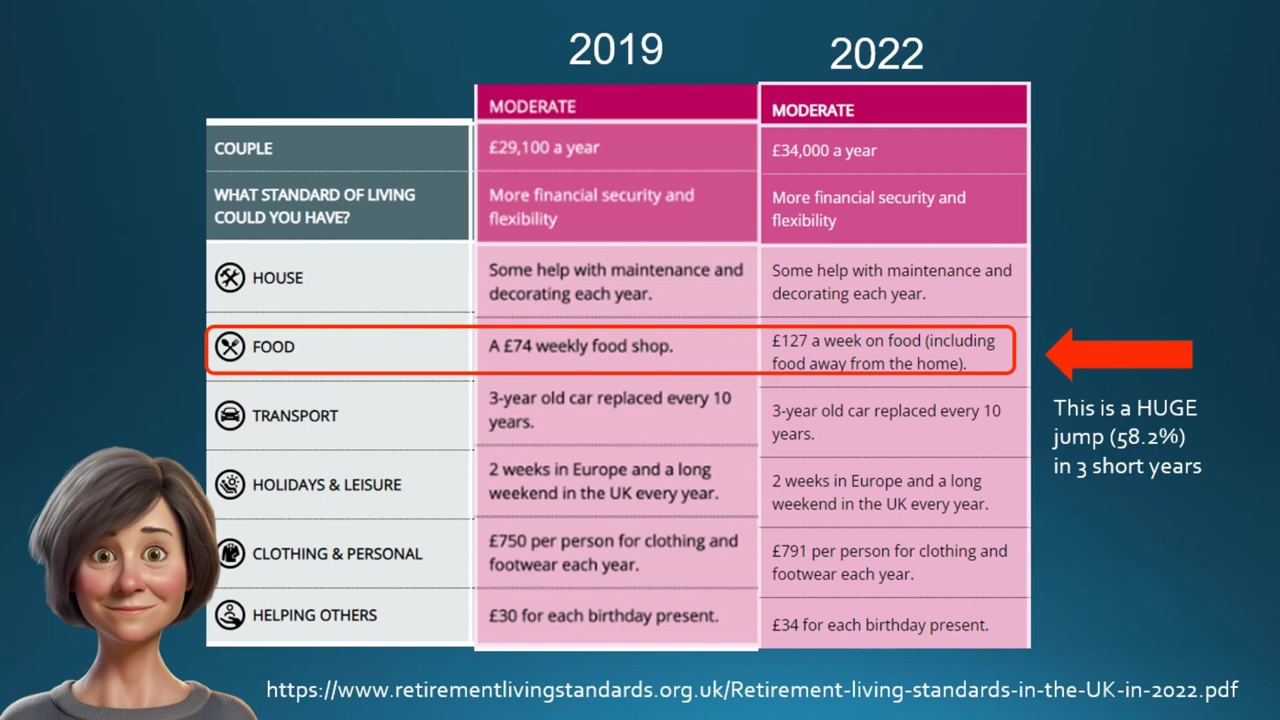 2019
2022
MODERATE
MODERATE
COUPLE
£29,100 a year
£34,000 a year
WHAT STANDARD OF LIVING
COULD YOU HAVE?
More financial security and
flexibility
More financial security and
flexibility
HOUSE
Some help with maintenance and
decorating each year.
Some help with maintenance and
decorating each year.
FOOD
A £74 weekly food shop.
£127 a week on food (including
food away from the home).
TRANSPORT
3-year old car replaced every 10
years.
3-year old car replaced every 10
years.
HOLIDAYS & LEISURE
2 weeks in Europe and a long
weekend in the UK every year.
2 weeks in Europe and a long
weekend in the UK every year.
CLOTHING & PERSONAL
£750 per person for clothing and
footwear each year.
£791 per person for clothing and
footwear each year.
HELPING OTHERS
£30 for each birthday present.
£34 for each birthday present.
This is a HUGE
jump (58.2%)
in 3 short years
https://www.retirementlivingstandards.org.uk/Retirement-living-standards-in-the-UK-in-2022.pdf